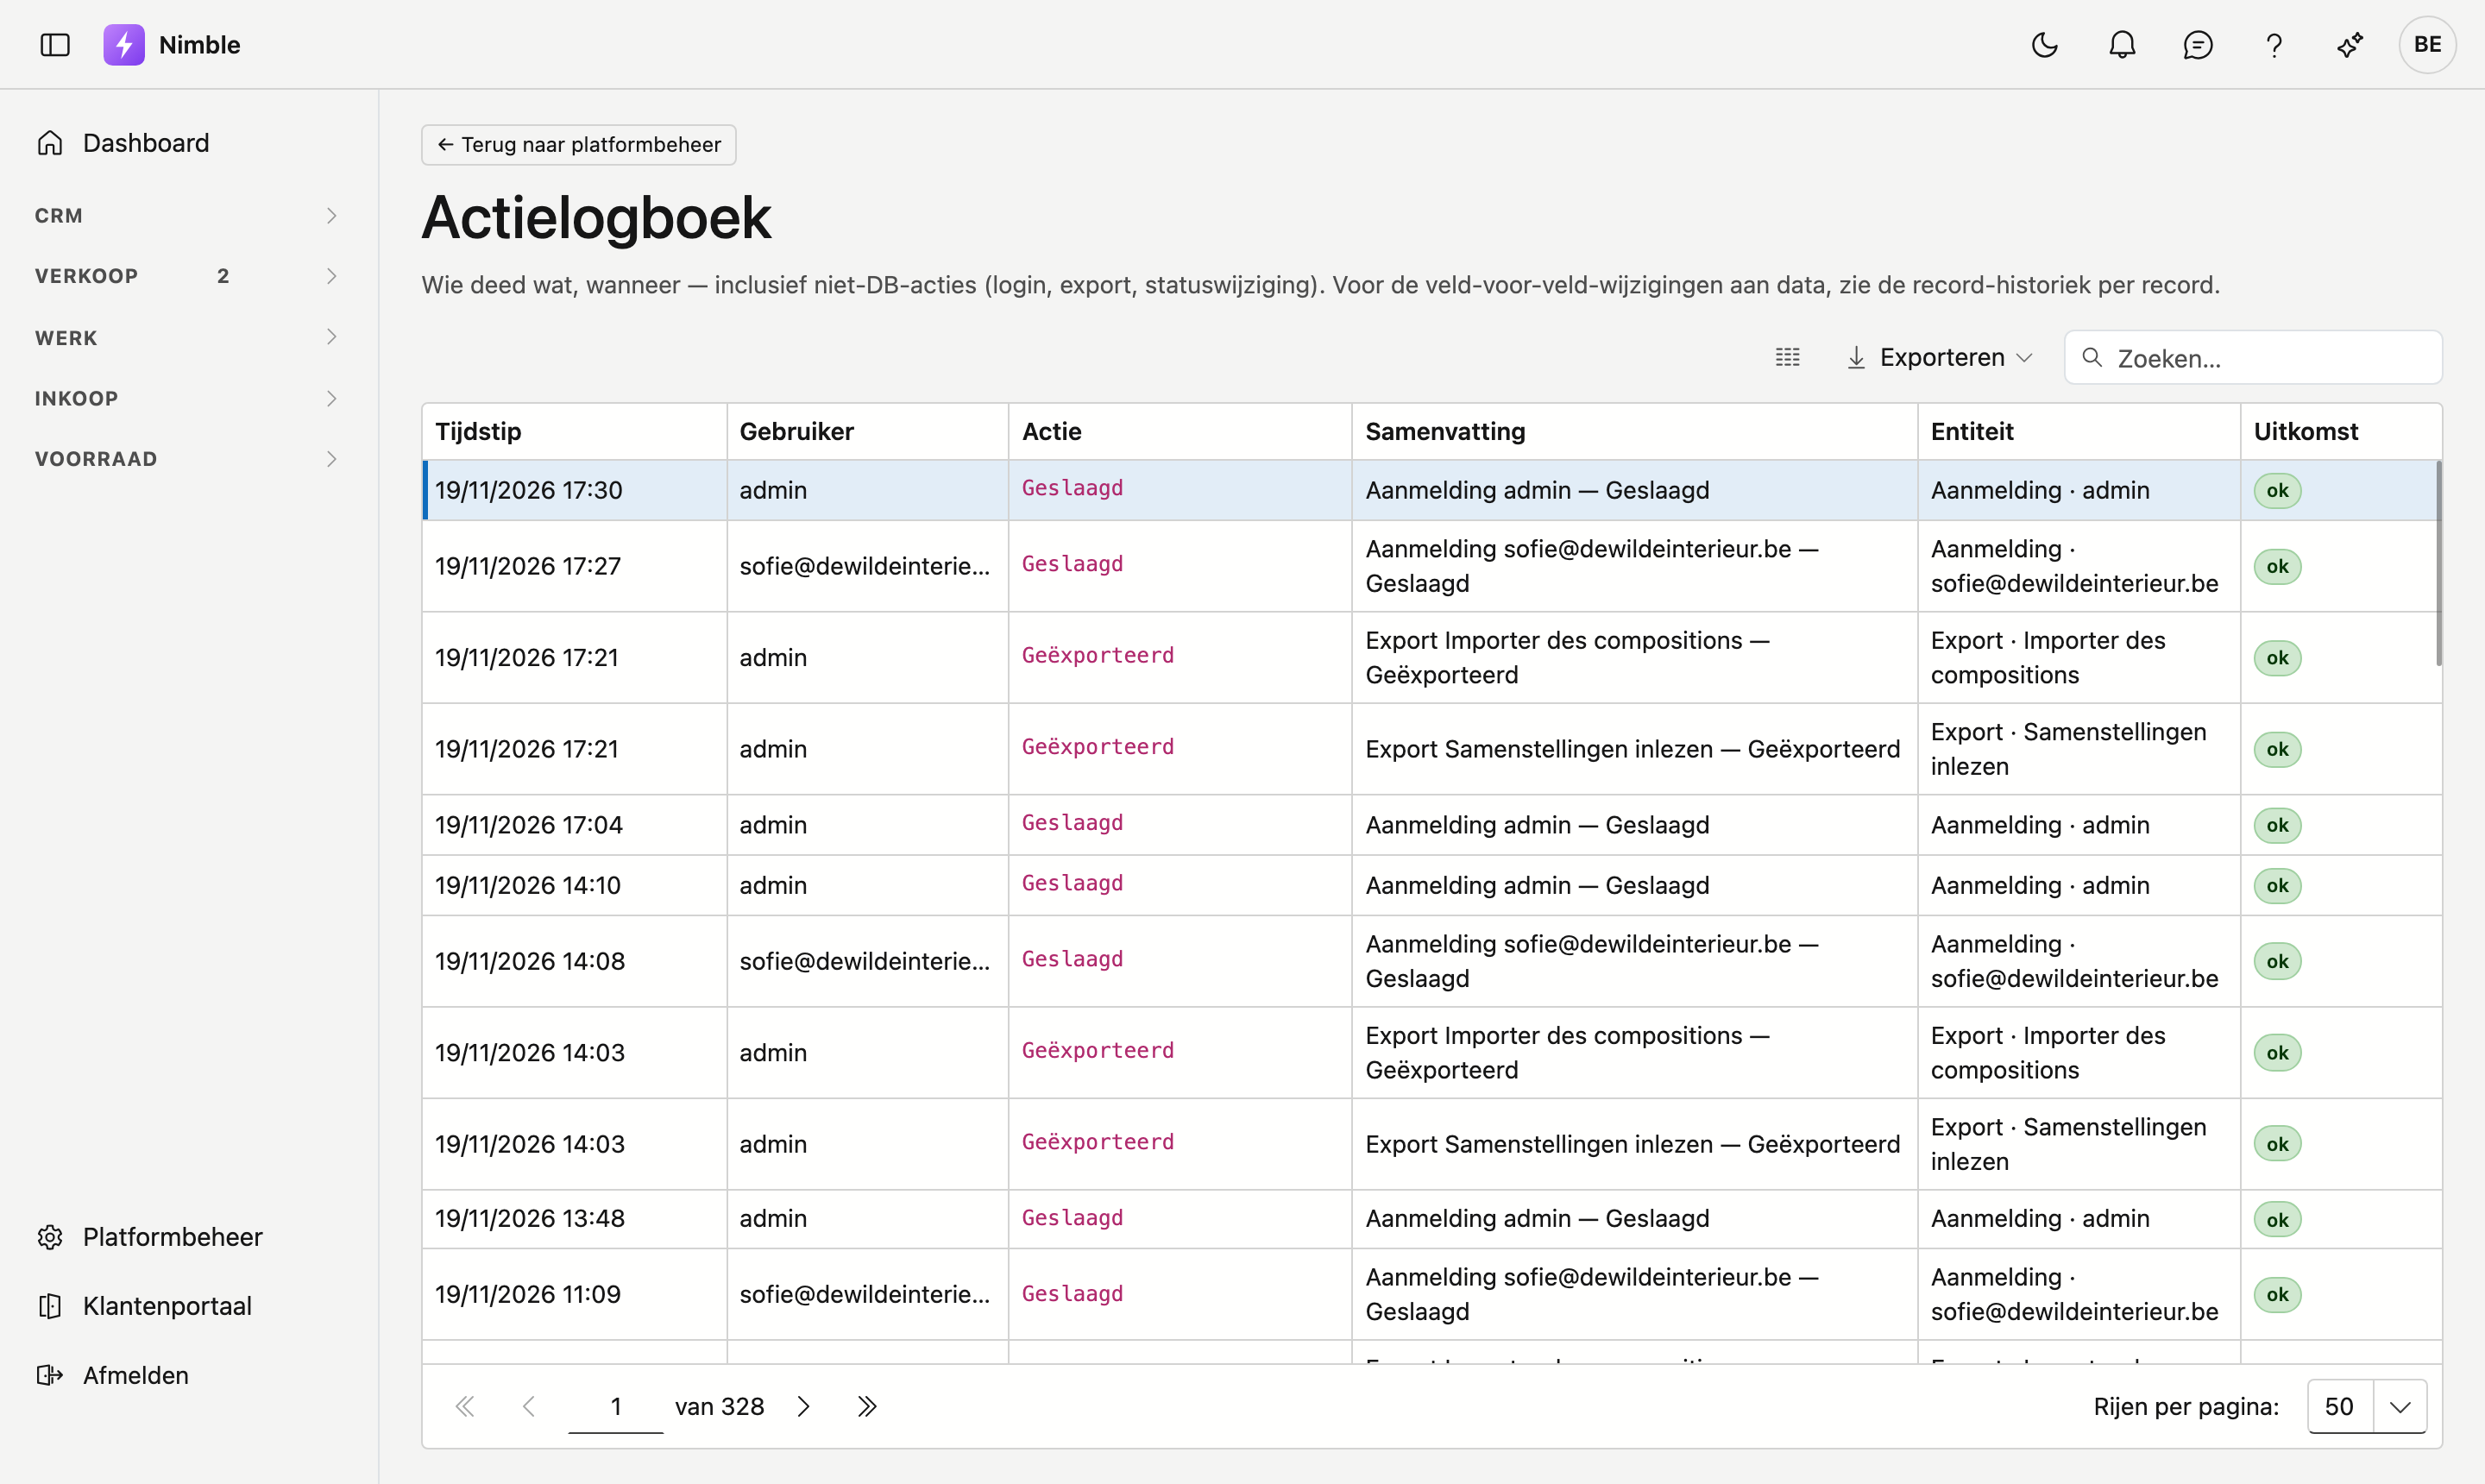 Nimble
BE
Dashboard
CRM
VERKOOP 2
WERK
INKOOP
VOORRAAD
Platformbeheer
Klantenportaal
Afmelden
← Terug naar platformbeheer
Actielogboek
Wie deed wat, wanneer — inclusief niet-DB-acties (login, export, statuswijziging). Voor de veld-voor-veld-wijzigingen aan data, zie de record-historiek per record.
Exporteren
Zoeken...
Tijdstip Gebruiker Actie Samenvatting Entiteit Uitkomst
19/11/2026 17:30 admin Geslaagd Aanmelding admin — Geslaagd Aanmelding · admin ok
19/11/2026 17:27 sofie@dewildeinterie... Geslaagd Aanmelding sofie@dewildeinterieur.be — Geslaagd Aanmelding · sofie@dewildeinterieur.be ok
19/11/2026 17:21 admin Geëxporteerd Export Importer des compositions — Geëxporteerd Export · Importer des compositions ok
19/11/2026 17:21 admin Geëxporteerd Export Samenstellingen inlezen — Geëxporteerd Export · Samenstellingen inlezen ok
19/11/2026 17:04 admin Geslaagd Aanmelding admin — Geslaagd Aanmelding · admin ok
19/11/2026 14:10 admin Geslaagd Aanmelding admin — Geslaagd Aanmelding · admin ok
19/11/2026 14:08 sofie@dewildeinterie... Geslaagd Aanmelding sofie@dewildeinterieur.be — Geslaagd Aanmelding · sofie@dewildeinterieur.be ok
19/11/2026 14:03 admin Geëxporteerd Export Importer des compositions — Geëxporteerd Export · Importer des compositions ok
19/11/2026 14:03 admin Geëxporteerd Export Samenstellingen inlezen — Geëxporteerd Export · Samenstellingen inlezen ok
19/11/2026 13:48 admin Geslaagd Aanmelding admin — Geslaagd Aanmelding · admin ok
19/11/2026 11:09 sofie@dewildeinterie... Geslaagd Aanmelding sofie@dewildeinterieur.be — Geslaagd Aanmelding · sofie@dewildeinterieur.be ok
1 van 328
Rijen per pagina: 50